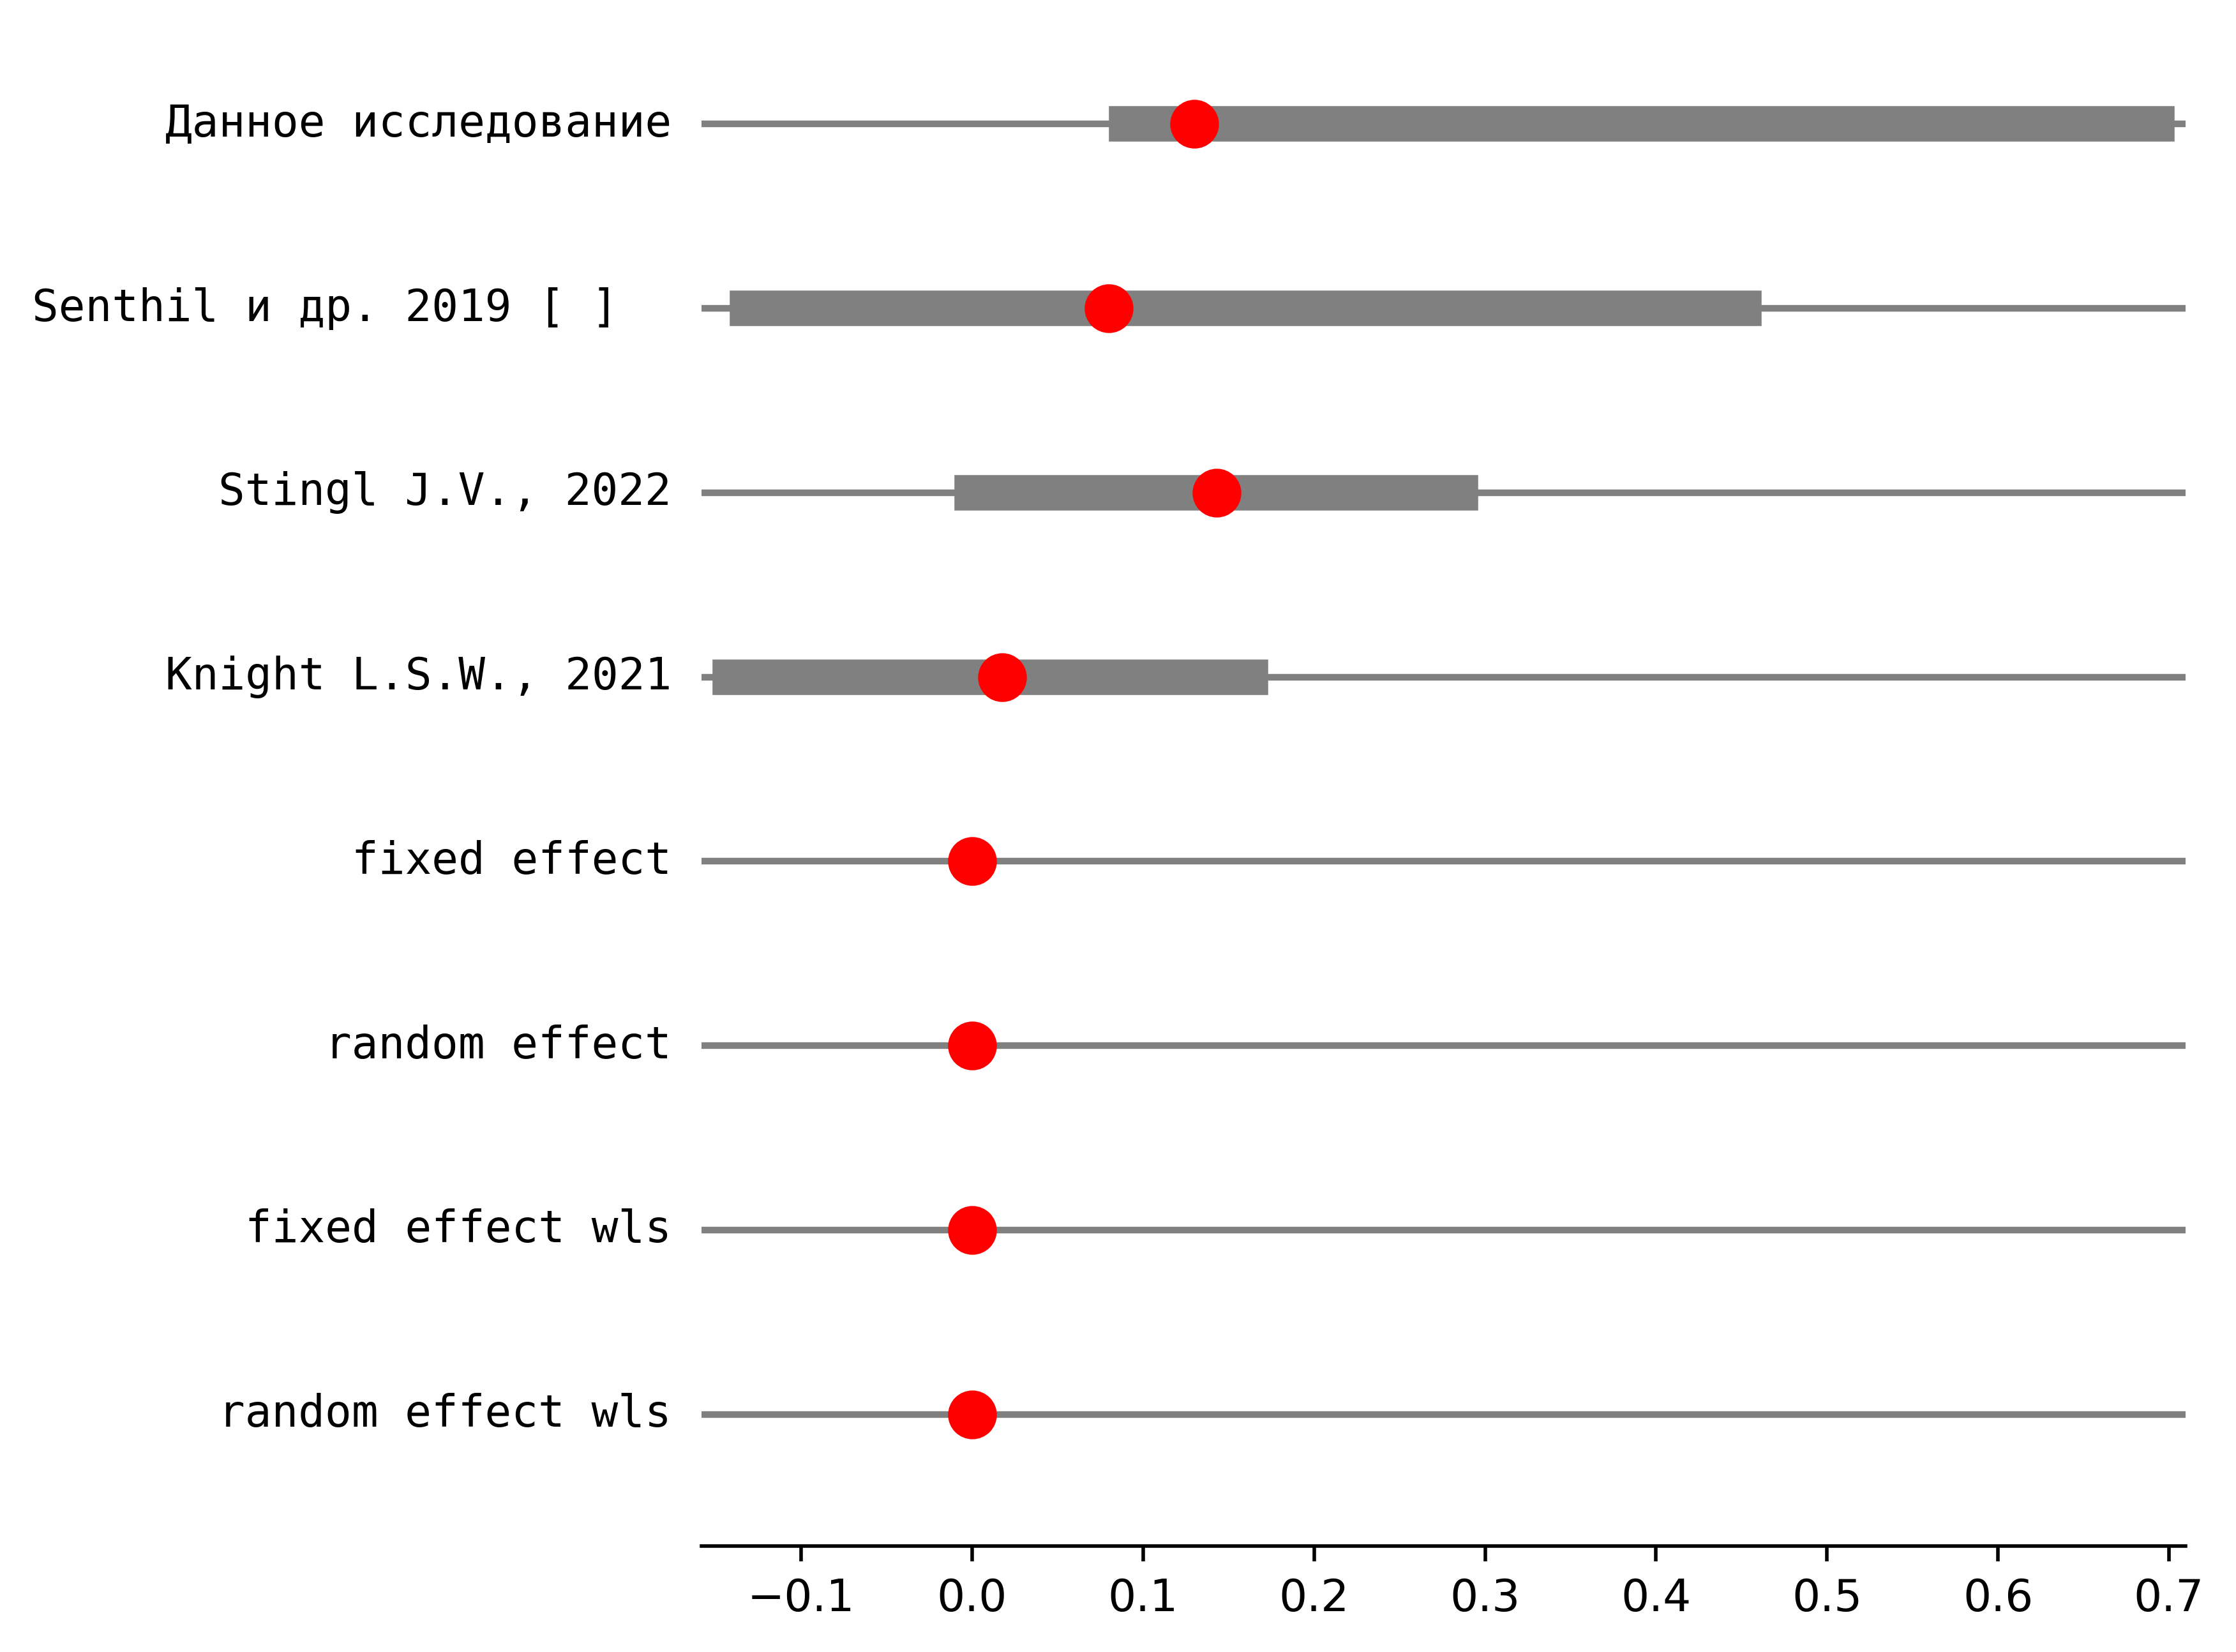 Данное исследование
Senthil и др. 2019 [ ]
Stingl J.V., 2022
Knight L.S.W., 2021
fixed effect
random effect
fixed effect wls
random effect wls
−0.1 0.0 0.1 0.2 0.3 0.4 0.5 0.6 0.7